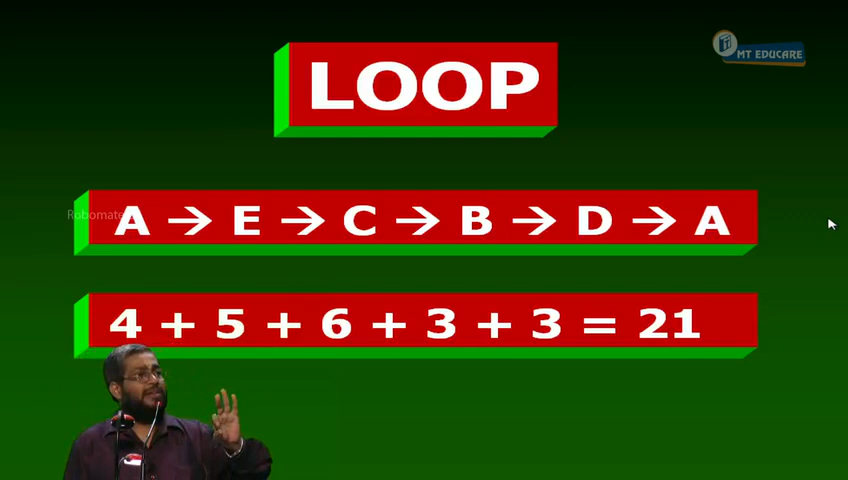 MT EDUCARE
LOOP
Robomate
A → E → C → B → D → A
4 + 5 + 6 + 3 + 3 = 21